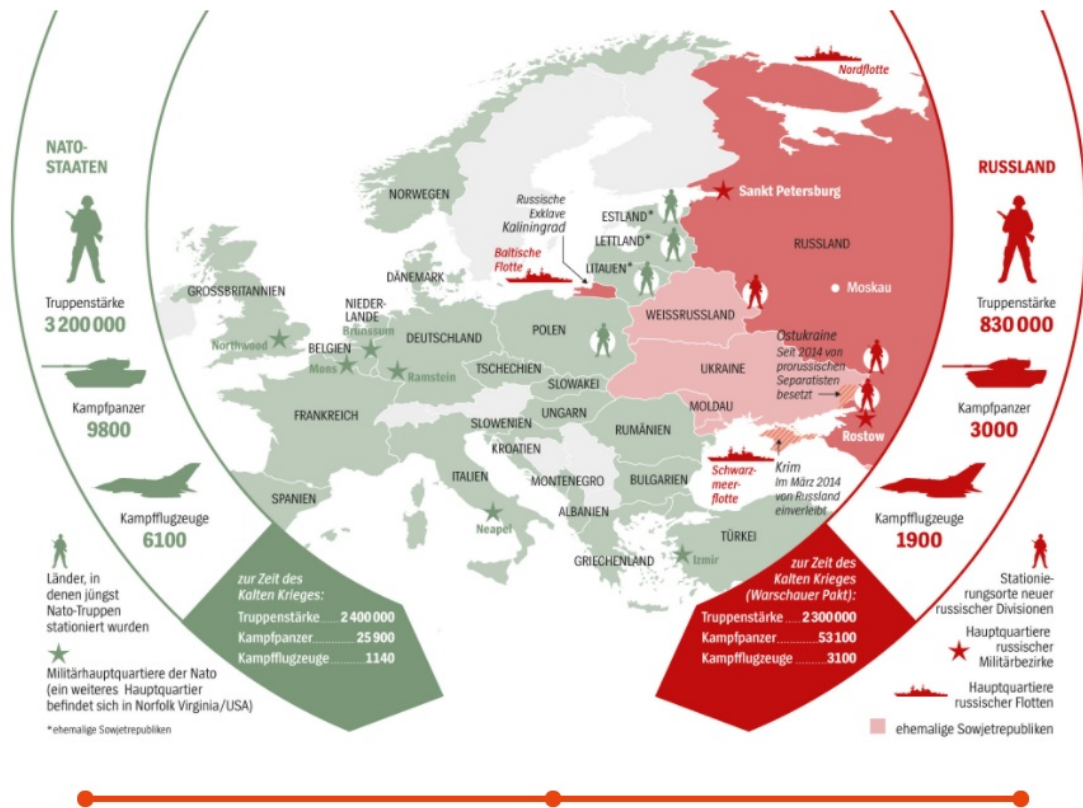 NATO-
STAATEN
Truppenstärke
3 200 000
Kampfpanzer
9800
Kampfflugzeuge
6100
Länder, in
denen jüngst
Nato-Truppen
stationiert wurden
Militärhauptquartiere der Nato
(ein weiteres Hauptquartier
befindet sich in Norfolk Virginia/USA)
*ehemalige Sowjetrepubliken
zur Zeit des
Kalten Krieges:
Truppenstärke 2 400 000
Kampfpanzer 25 900
Kampfflugzeuge 1140
Nordflotte
NORWEGEN
Russische
Exklave
Kaliningrad
Baltische
Flotte
ESTLAND*
LETTLAND*
LITAUEN*
Sankt Petersburg
RUSSLAND
Moskau
DÄNEMARK
GROSSBRITANNIEN
Northwood
NIEDER-
LANDE
Brunssum
BELGIEN
Mons
DEUTSCHLAND
Ramstein
POLEN
WEISSRUSSLAND
Ostukraine
Seit 2014 von
prorussischen
Separatisten
besetzt
TSCHECHIEN
SLOWAKEI
UKRAINE
MOLDAU
FRANKREICH
UNGARN
SLOWENIEN
KROATIEN
RUMÄNIEN
Rostow
Schwarz-
meer-
flotte
Krim
Im März 2014
von Russland
einverleibt
ITALIEN
MONTENEGRO
BULGARIEN
SPANIEN
Neapel
ALBANIEN
GRIECHENLAND
TÜRKEI
Izmir
zur Zeit des
Kalten Krieges
(Warschauer Pakt):
Truppenstärke 2 300 000
Kampfpanzer 53 100
Kampfflugzeuge 3100
RUSSLAND
Truppenstärke
830 000
Kampfpanzer
3000
Kampfflugzeuge
1900
Stationie-
rungsorte neuer
russischer Divisionen
Hauptquartiere
russischer
Militärbezirke
Hauptquartiere
russischer Flotten
ehemalige Sowjetrepubliken